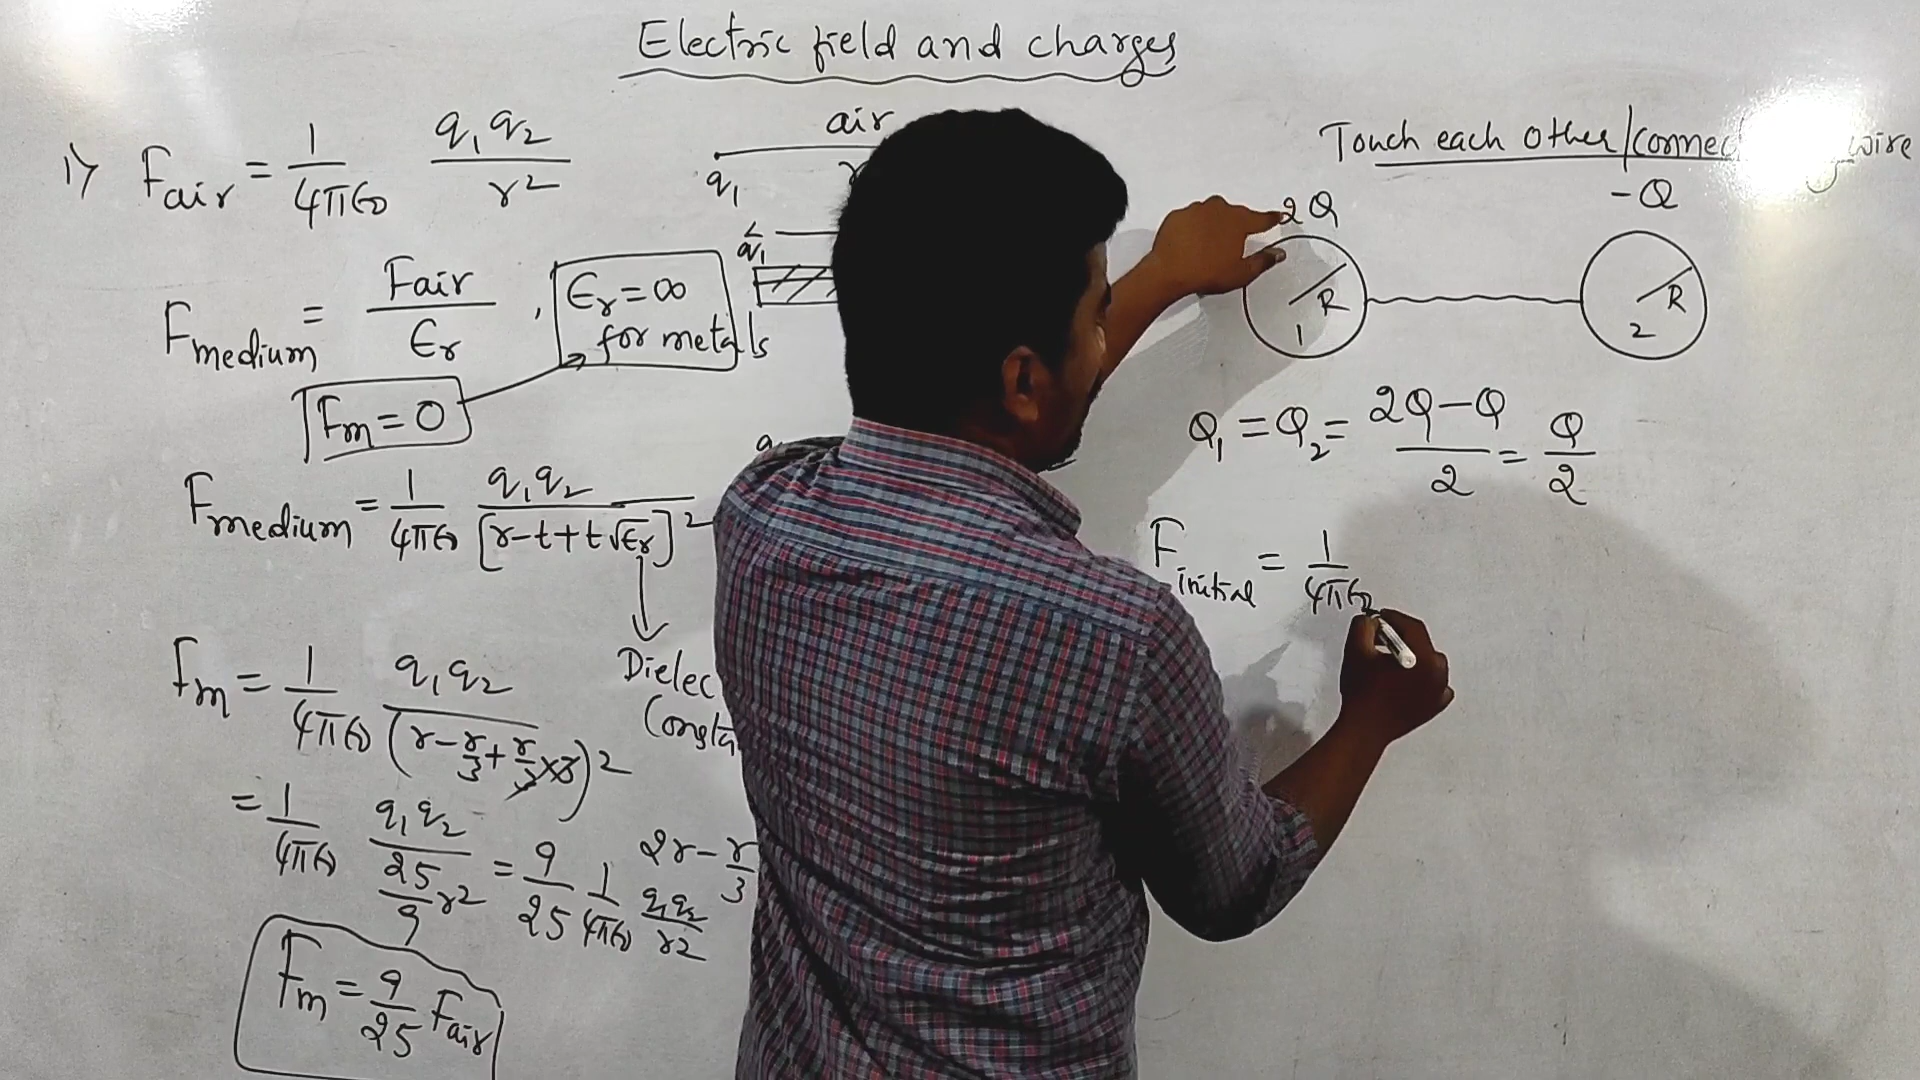 Electric field and charges
1) Fair = 1/4πϵ0 q1q2/r²
air
q1
Fmedium = Fair/ϵr , ϵr = ∞ for metals
q1
Fm = 0
Fmedium = 1/4πϵ0 q1q2/[r-t+t√ϵr]²
Fm = 1/4πϵ0 q1q2/(r-r/3+r/3×3)²
= 1/4πϵ0 q1q2/(25/9 r²) = 9/25 1/4πϵ0 q1q2/r2
2r - r/3
Fm = 9/25 Fair
Touch each other/ wire
2Q
-Q
1 R
2 R
Q1 = Q2 = 2Q-Q/2 = Q/2
Finitial = 1/4πϵ0